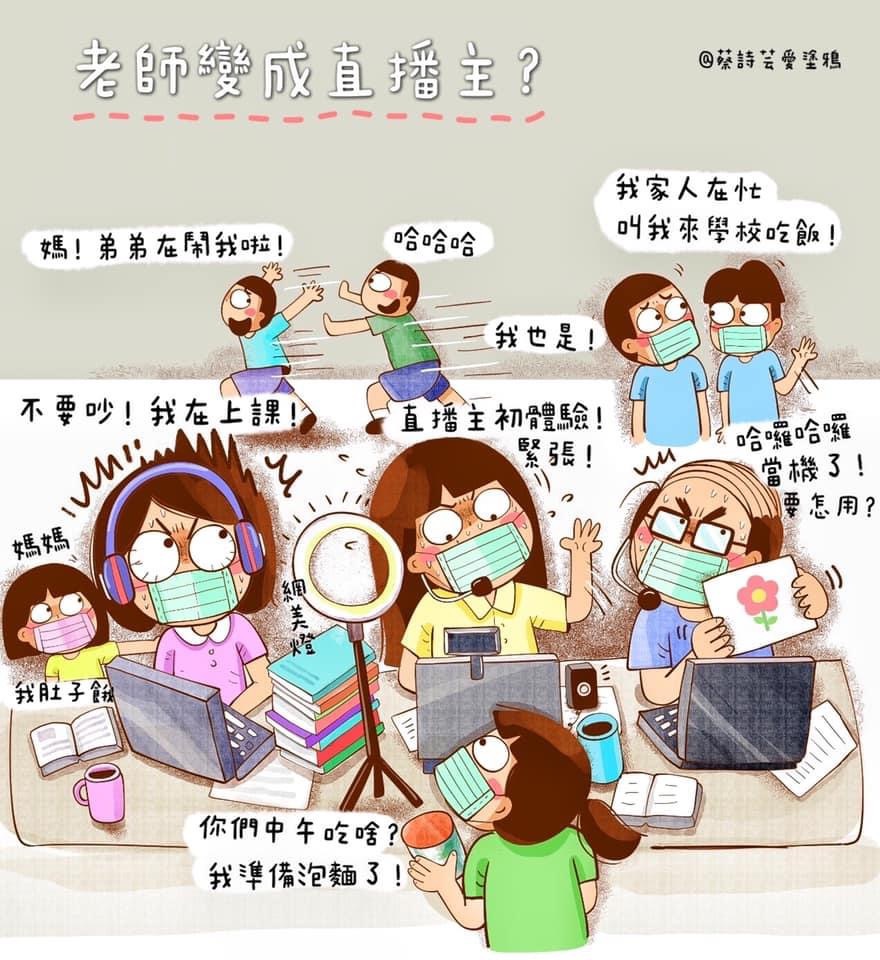 老師變成直播主?
@蔡詩芸愛塗鴉
我家人在忙
叫我來學校吃飯!
媽!弟弟在鬧我啦!
哈哈哈
我也是!
不要吵!我在上課!
直播主初體驗!
緊張!
哈囉哈囉
當機了!
要怎用?
媽媽
網美燈
我肚子餓
你們中午吃啥?
我準備泡麵了!